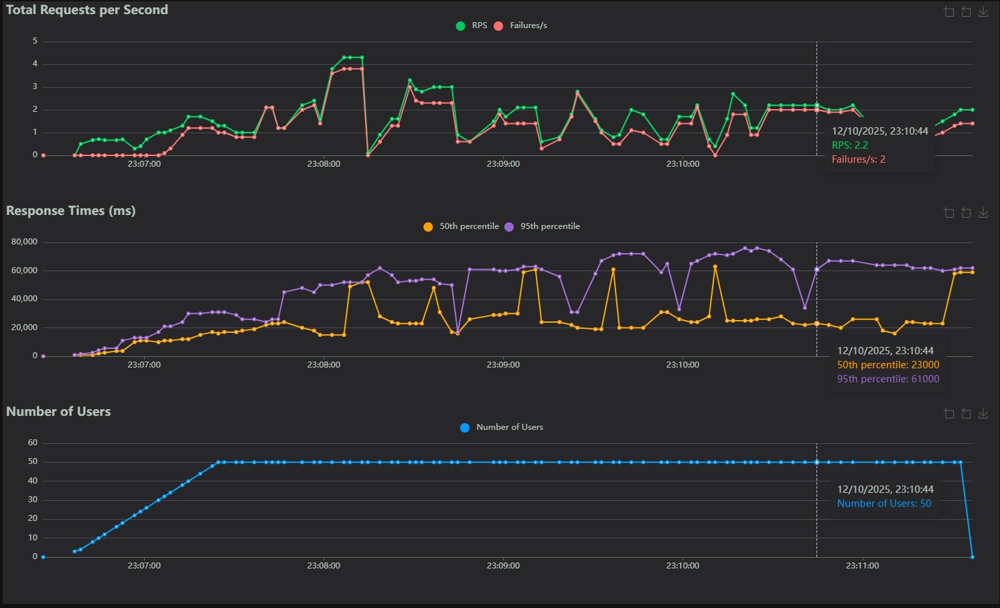 Total Requests per Second
RPS Failures/s
5
4
3
2
1
0
23:07:00 23:08:00 23:09:00 23:10:00
12/10/2025, 23:10:44
RPS: 2.2
Failures/s: 2
Response Times (ms)
50th percentile 95th percentile
80,000
60,000
40,000
20,000
0
23:07:00 23:08:00 23:09:00 23:10:00
12/10/2025, 23:10:44
50th percentile: 23000
95th percentile: 61000
Number of Users
Number of Users
60
50
40
30
20
10
0
12/10/2025, 23:10:44
Number of Users: 50
23:07:00 23:08:00 23:09:00 23:10:00 23:11:00